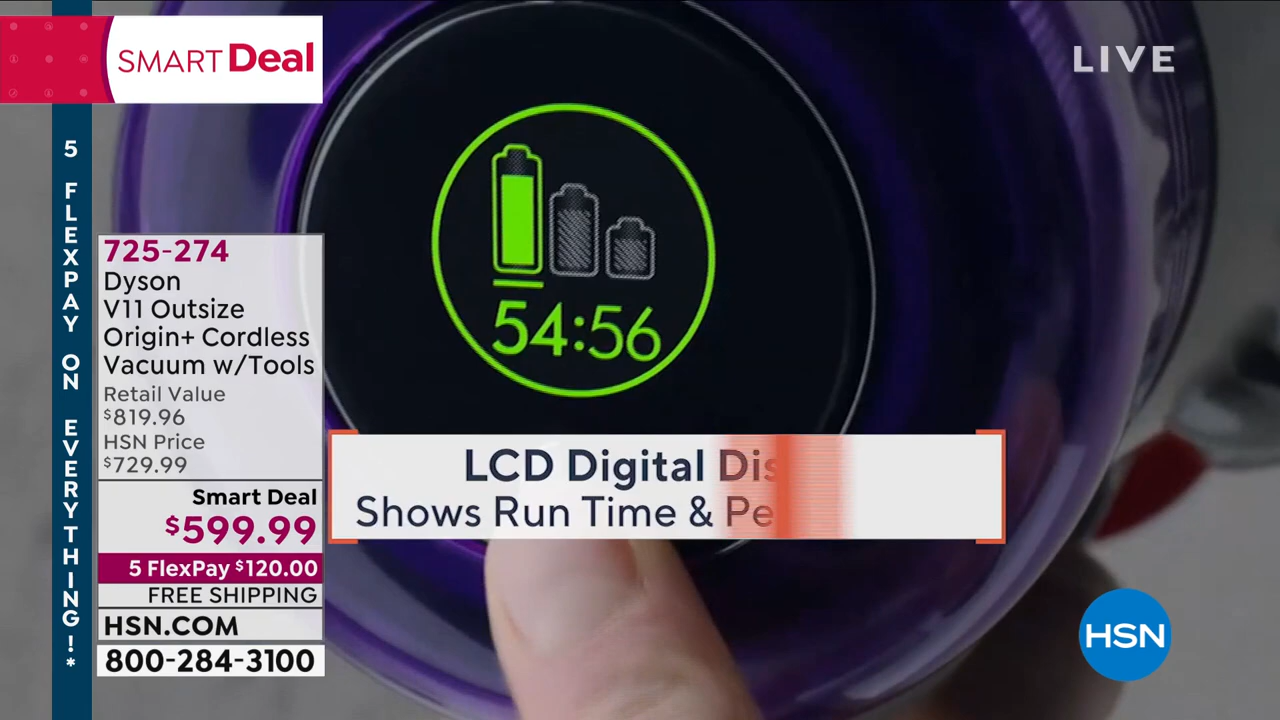 SMART Deal
LIVE
5 FLEXPAY ON EVERYTHING!*
54:56
725-274
Dyson
V11 Outsize
Origin+ Cordless
Vacuum w/Tools
Retail Value
$819.96
HSN Price
$729.99
Smart Deal
$599.99
5 FlexPay $120.00
FREE SHIPPING
HSN.COM
800-284-3100
LCD Digital
Shows Run Time &
HSN